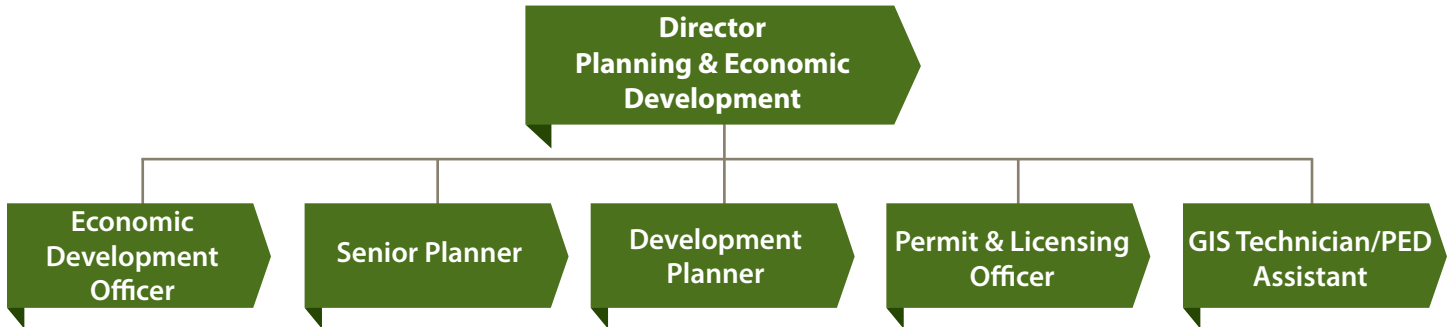 Director
Planning & Economic
Development
Economic
Development
Officer
Senior Planner
Development
Planner
Permit & Licensing
Officer
GIS Technician/PED
Assistant